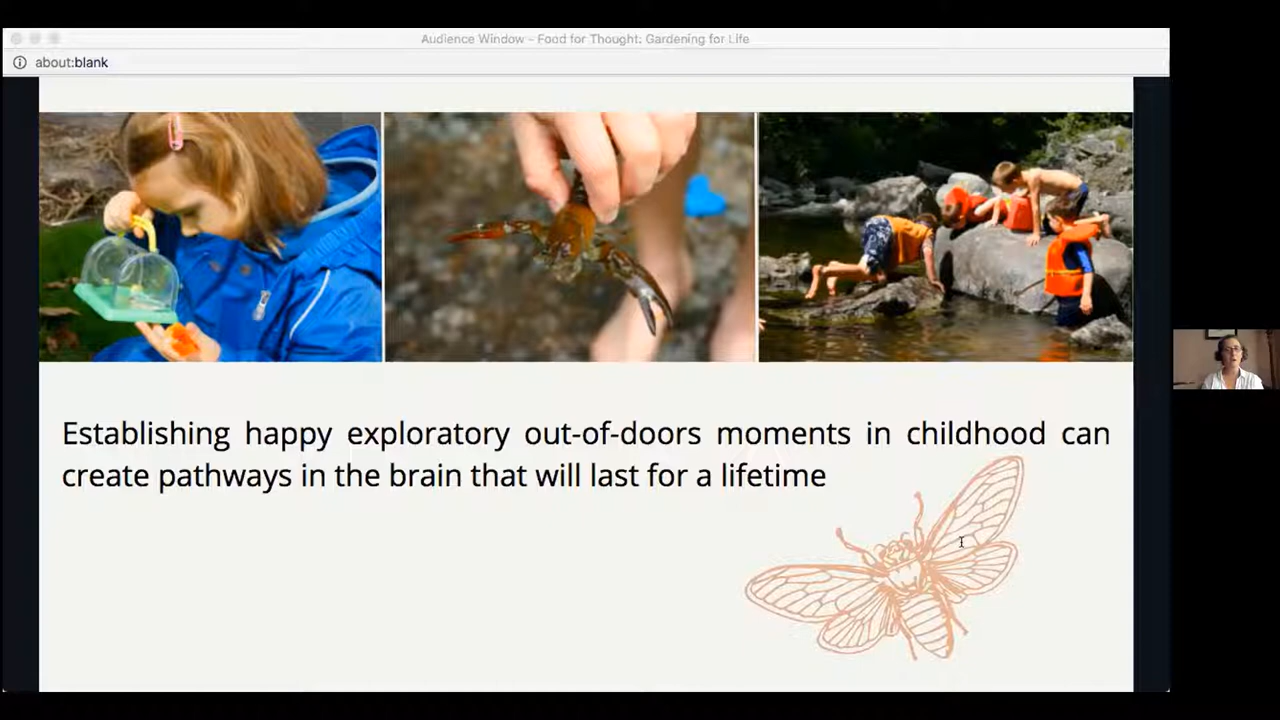 Audience Window – Food for Thought: Gardening for Life
about:blank
Establishing happy exploratory out-of-doors moments in childhood can
create pathways in the brain that will last for a lifetime